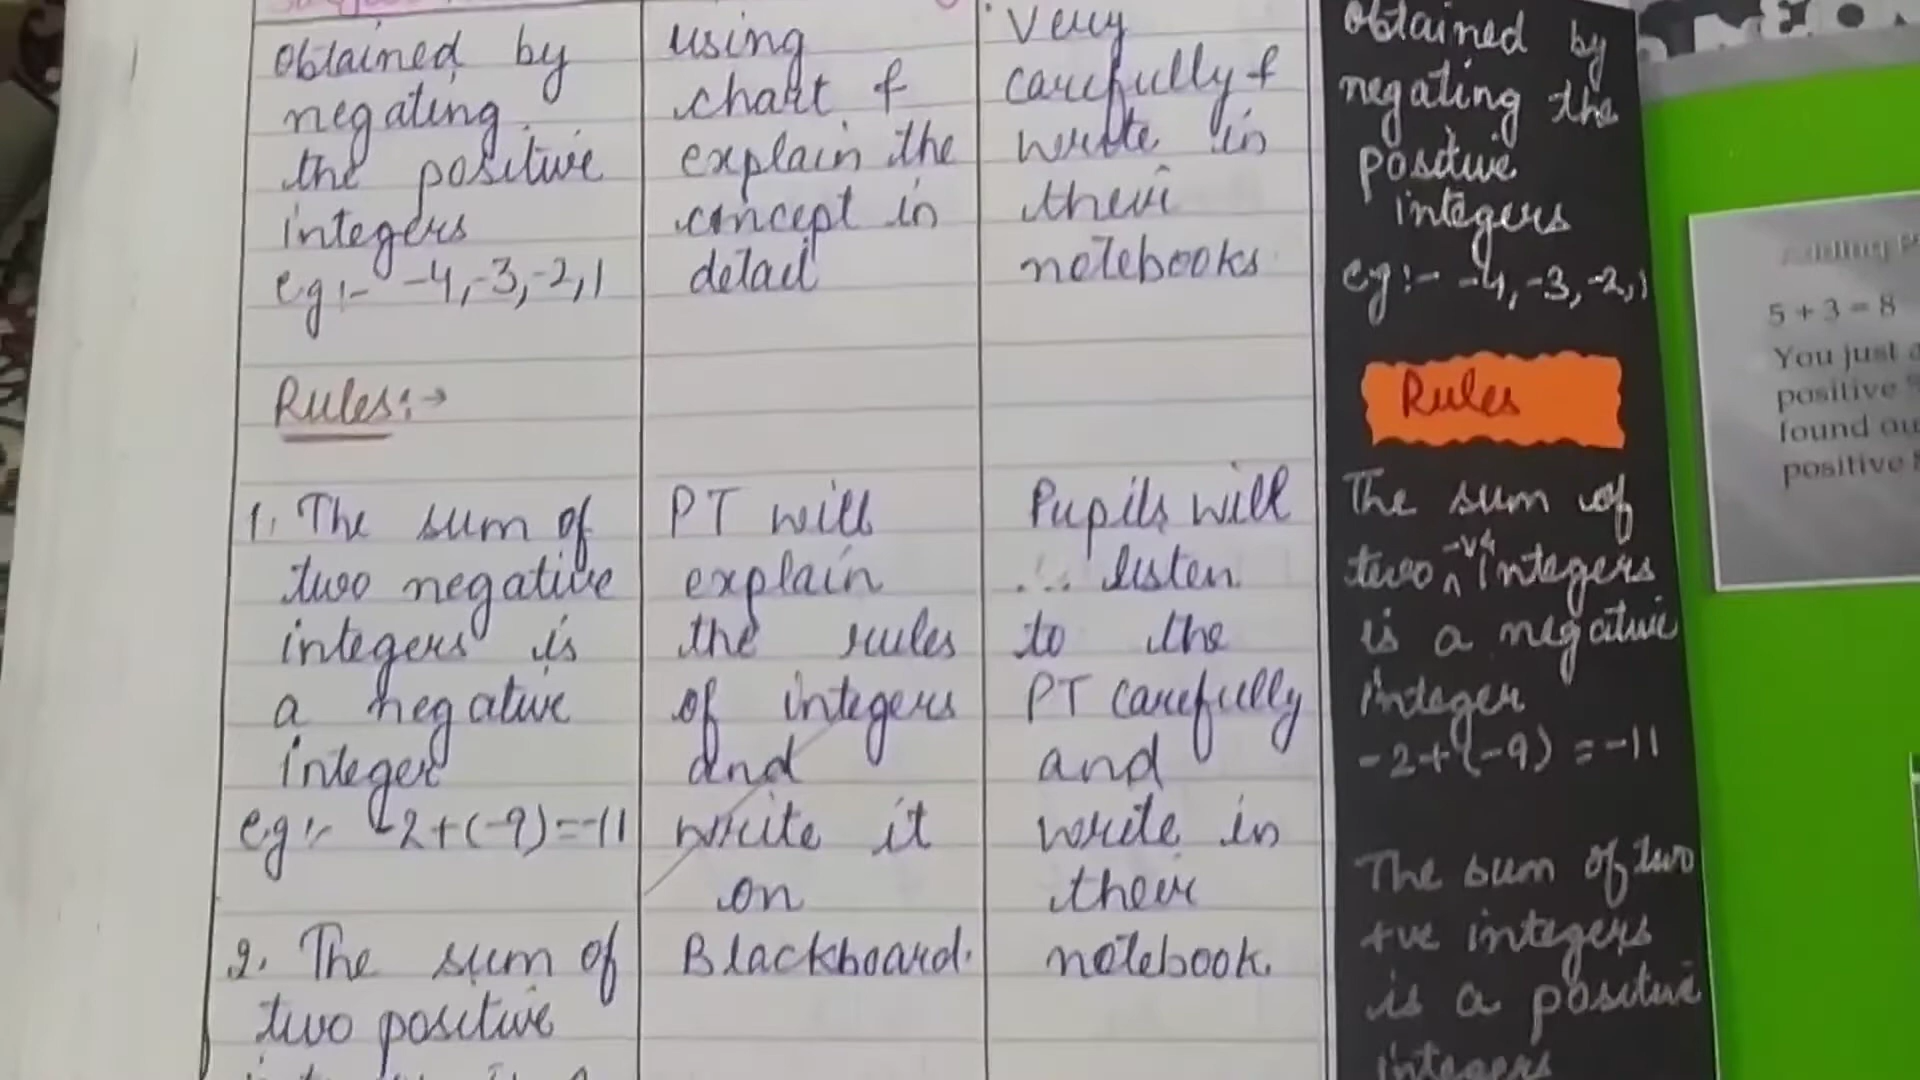 obtained by
negating
the positive
integers
eg:- -4,-3,-2,1
Rules:→
1. The sum of
two negative
integers is
a negative
integer
eg:- -2+(-9)=-11
2. The sum of
two positive
using
chart &
explain the
concept in
detail
PT will
explain
the rules
of integers
and
write it
on
Blackboard.
very
carefully &
write in
their
notebooks
Pupils will
listen
to the
PT carefully
and
write in
their
notebook.
obtained by
negating the
positive
integers
eg:- -4, -3, -2, 1
Rules
The sum of
two -ve integers
is a negative
integer
-2+(-9) = -11
The sum of two
+ve integers
is a positive
integers
Adding
5 + 3 = 8
You just
positive
found ou
positive